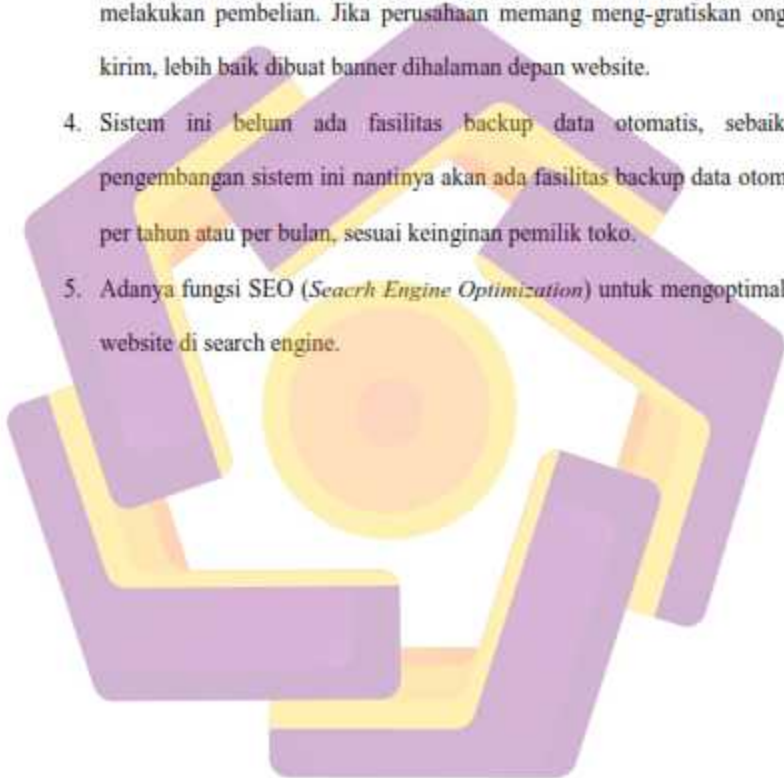 melakukan pembelian. Jika perusahaan memang meng-gratiskan ong
kirim, lebih baik dibuat banner dihalaman depan website.
4. Sistem ini belum ada fasilitas backup data otomatis, sebaik
pengembangan sistem ini nantinya akan ada fasilitas backup data otom
per tahun atau per bulan, sesuai keinginan pemilik toko.
5. Adanya fungsi SEO (Seacrh Engine Optimization) untuk mengoptimal
website di search engine.